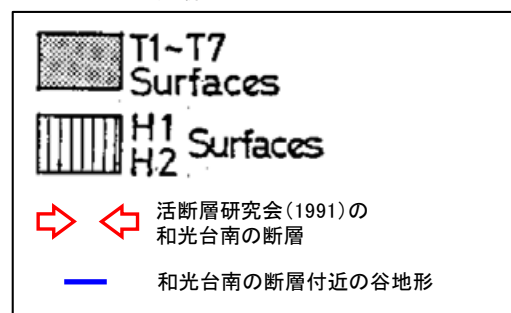 T1~T7
Surfaces
H1
H2 Surfaces
活断層研究会(1991)の
和光台南の断層
和光台南の断層付近の谷地形